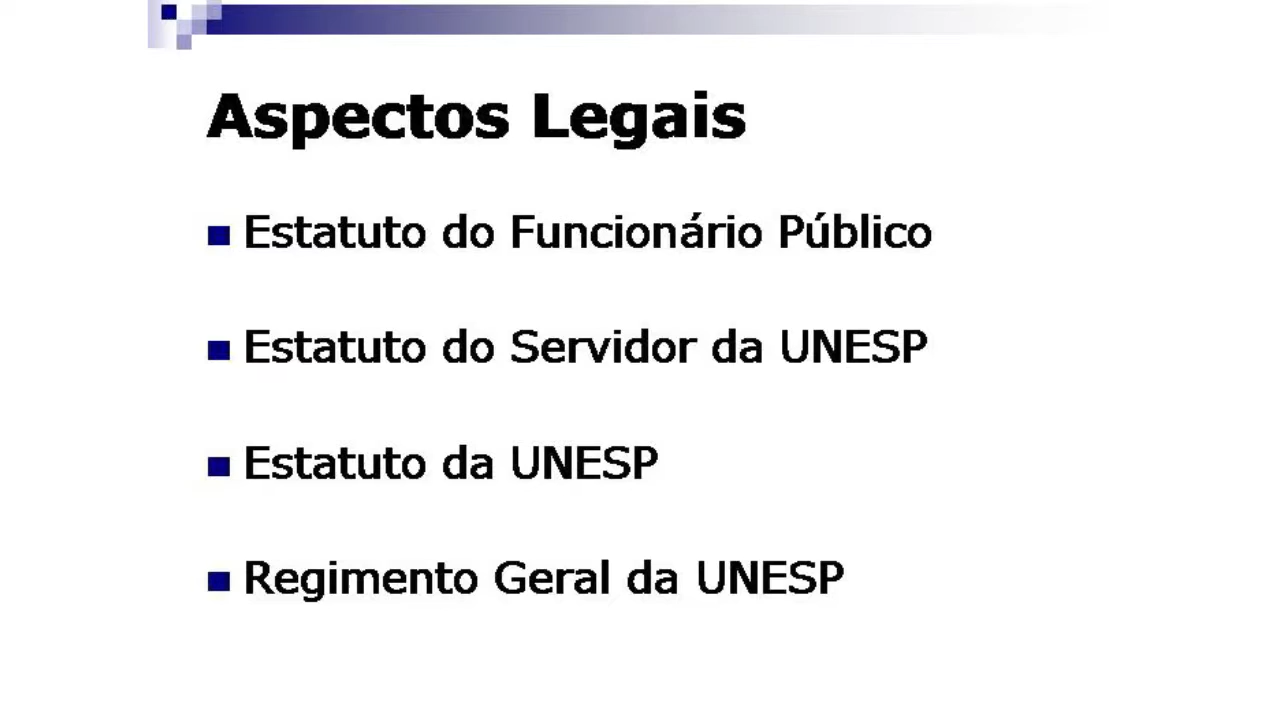 Aspectos Legais
Estatuto do Funcionário Público
Estatuto do Servidor da UNESP
Estatuto da UNESP
Regimento Geral da UNESP